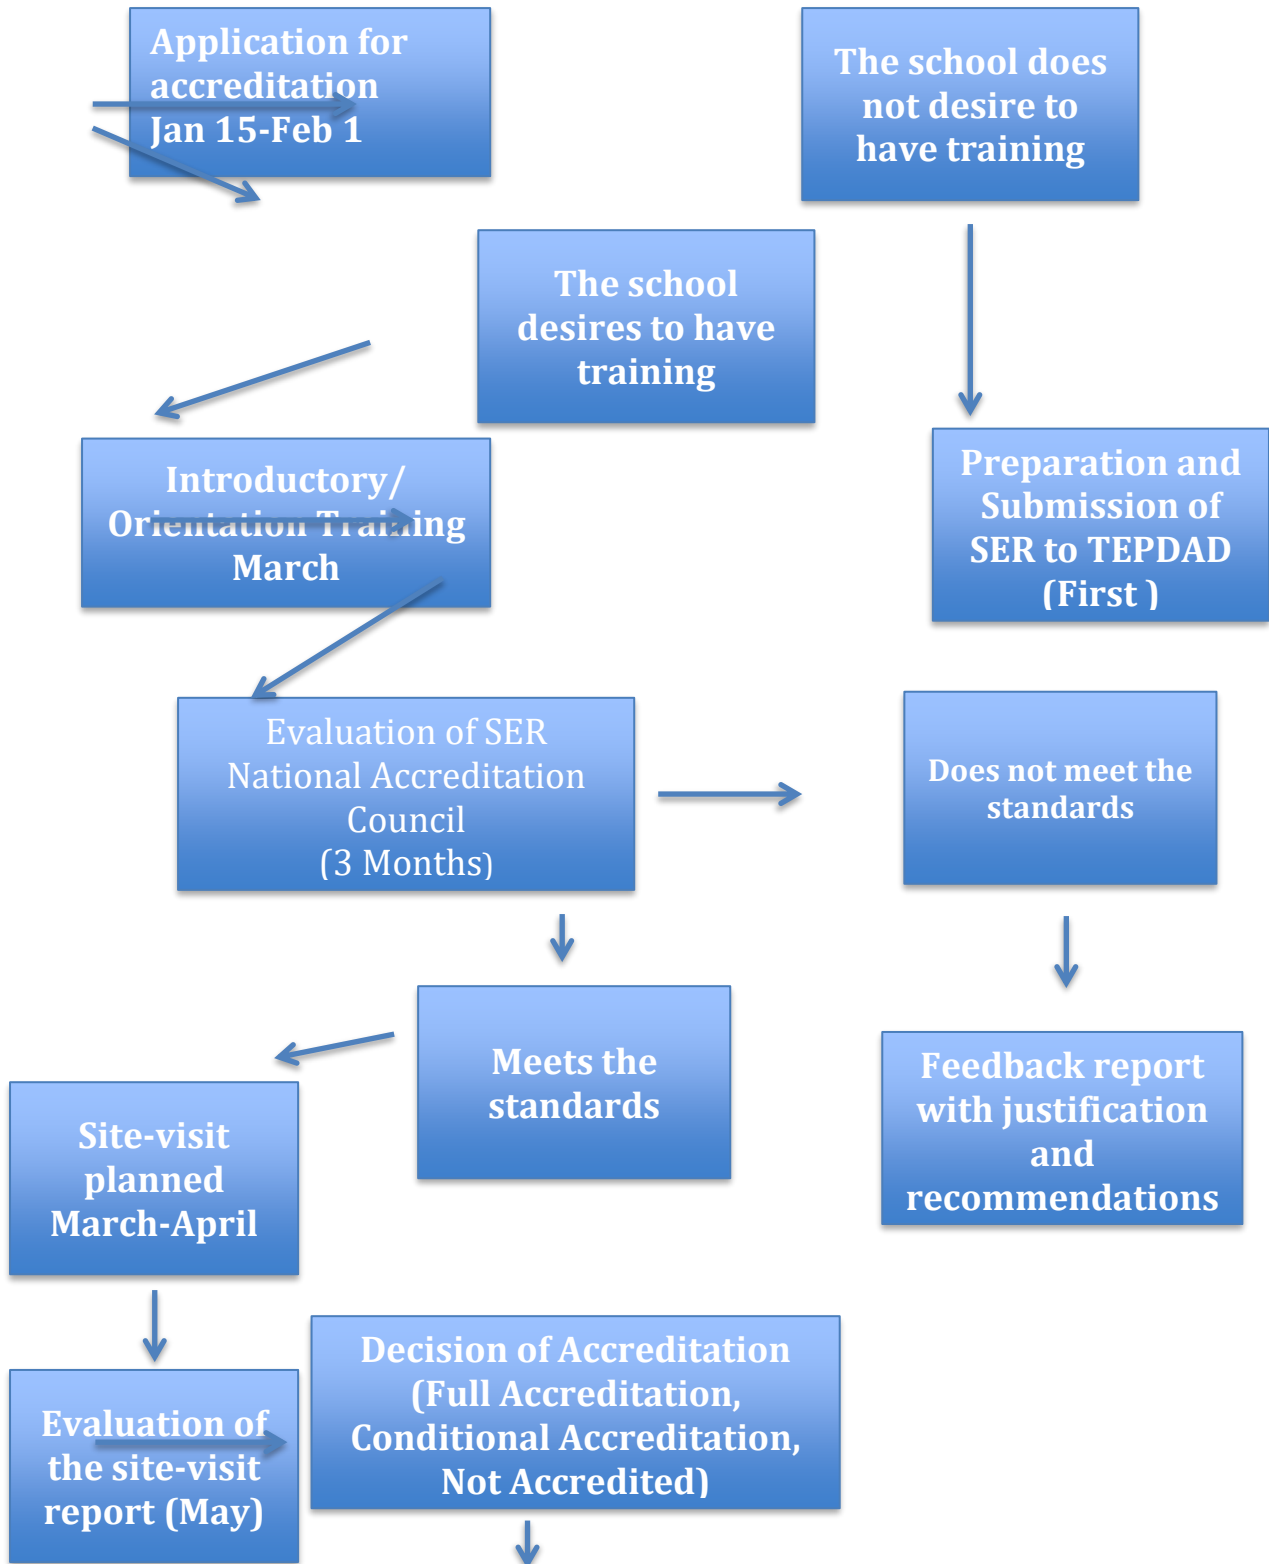 Application for
accreditation
Jan 15-Feb 1
The school does
not desire to
have training
The school
desires to have
training
Introductory/
Orientation Training
March
Preparation and
Submission of
SER to TEPDAD
(First )
Evaluation of SER
National Accreditation
Council
(3 Months)
Does not meet the
standards
Meets the
standards
Feedback report
with justification
and
recommendations
Site-visit
planned
March-April
Decision of Accreditation
(Full Accreditation,
Conditional Accreditation,
Not Accredited)
Evaluation of
the site-visit
report (May)